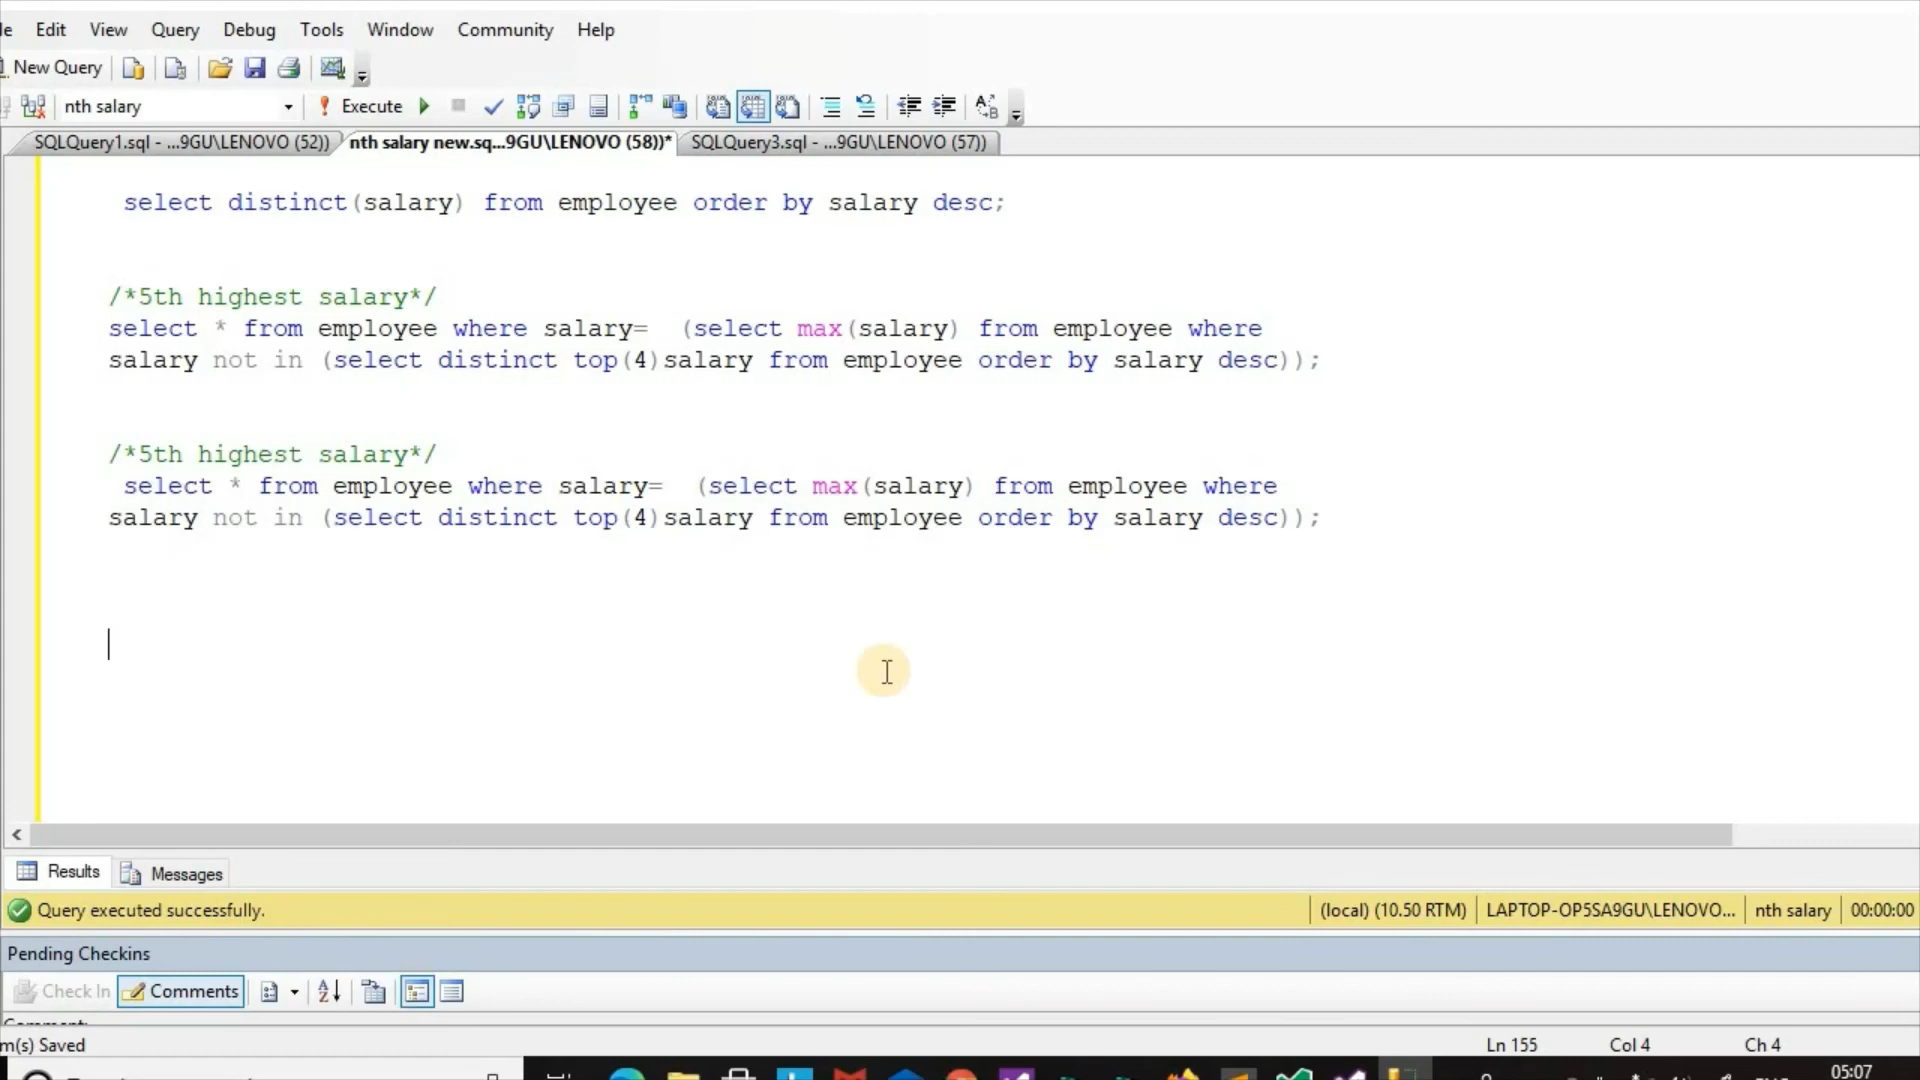 Edit View Query Debug Tools Window Community Help
New Query
nth salary Execute
SQLQuery1.sql - ...9GU\LENOVO (52)) nth salary new.sq...9GU\LENOVO (58))* SQLQuery3.sql - ...9GU\LENOVO (57))
select distinct(salary) from employee order by salary desc;
/*5th highest salary*/
select * from employee where salary= (select max(salary) from employee where
salary not in (select distinct top(4)salary from employee order by salary desc));
/*5th highest salary*/
select * from employee where salary= (select max(salary) from employee where
salary not in (select distinct top(4)salary from employee order by salary desc));
Results Messages
Query executed successfully. (local) (10.50 RTM) LAPTOP-OP5SA9GU\LENOVO... nth salary 00:00:00
Pending Checkins
Check In Comments
m(s) Saved Ln 155 Col 4 Ch 4
05:07